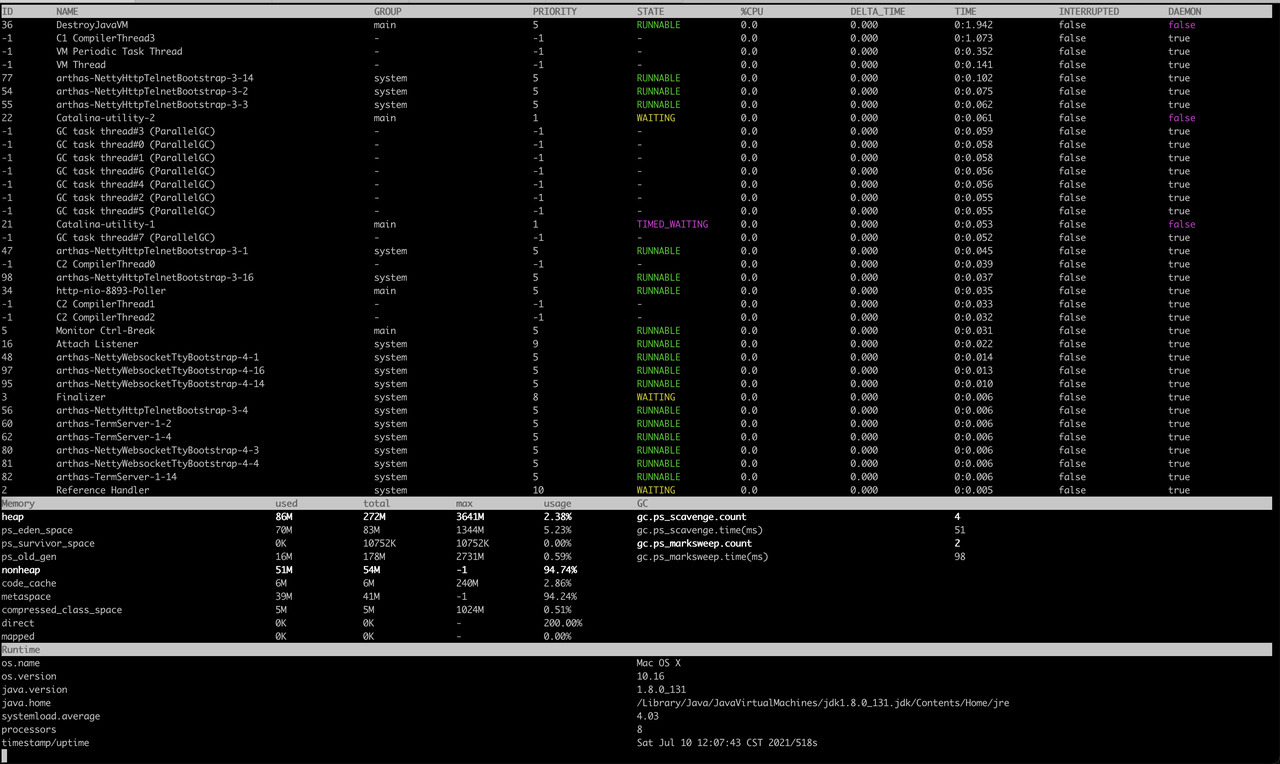 ID NAME GROUP PRIORITY STATE %CPU DELTA_TIME TIME INTERRUPTED DAEMON
36 DestroyJavaVM main 5 RUNNABLE 0.0 0.000 0:1.942 false false
-1 C1 CompilerThread3 - -1 - 0.0 0.000 0:1.073 false true
-1 VM Periodic Task Thread - -1 - 0.0 0.000 0:0.352 false true
-1 VM Thread - -1 - 0.0 0.000 0:0.141 false true
77 arthas-NettyHttpTelnetBootstrap-3-14 system 5 RUNNABLE 0.0 0.000 0:0.102 false true
54 arthas-NettyHttpTelnetBootstrap-3-2 system 5 RUNNABLE 0.0 0.000 0:0.075 false true
55 arthas-NettyHttpTelnetBootstrap-3-3 system 5 RUNNABLE 0.0 0.000 0:0.062 false true
22 Catalina-utility-2 main 1 WAITING 0.0 0.000 0:0.061 false false
-1 GC task thread#3 (ParallelGC) - -1 - 0.0 0.000 0:0.059 false true
-1 GC task thread#0 (ParallelGC) - -1 - 0.0 0.000 0:0.058 false true
-1 GC task thread#1 (ParallelGC) - -1 - 0.0 0.000 0:0.058 false true
-1 GC task thread#6 (ParallelGC) - -1 - 0.0 0.000 0:0.056 false true
-1 GC task thread#4 (ParallelGC) - -1 - 0.0 0.000 0:0.056 false true
-1 GC task thread#2 (ParallelGC) - -1 - 0.0 0.000 0:0.055 false true
-1 GC task thread#5 (ParallelGC) - -1 - 0.0 0.000 0:0.055 false true
21 Catalina-utility-1 main 1 TIMED_WAITING 0.0 0.000 0:0.053 false false
-1 GC task thread#7 (ParallelGC) - -1 - 0.0 0.000 0:0.052 false true
47 arthas-NettyHttpTelnetBootstrap-3-1 system 5 RUNNABLE 0.0 0.000 0:0.045 false true
-1 C2 CompilerThread0 - -1 - 0.0 0.000 0:0.039 false true
98 arthas-NettyHttpTelnetBootstrap-3-16 system 5 RUNNABLE 0.0 0.000 0:0.037 false true
34 http-nio-8893-Poller main 5 RUNNABLE 0.0 0.000 0:0.035 false true
-1 C2 CompilerThread1 - -1 - 0.0 0.000 0:0.033 false true
-1 C2 CompilerThread2 - -1 - 0.0 0.000 0:0.032 false true
5 Monitor Ctrl-Break main 5 RUNNABLE 0.0 0.000 0:0.031 false true
16 Attach Listener system 9 RUNNABLE 0.0 0.000 0:0.022 false true
48 arthas-NettyWebsocketTtyBootstrap-4-1 system 5 RUNNABLE 0.0 0.000 0:0.014 false true
97 arthas-NettyWebsocketTtyBootstrap-4-16 system 5 RUNNABLE 0.0 0.000 0:0.013 false true
95 arthas-NettyWebsocketTtyBootstrap-4-14 system 5 RUNNABLE 0.0 0.000 0:0.010 false true
3 Finalizer system 8 WAITING 0.0 0.000 0:0.006 false true
56 arthas-NettyHttpTelnetBootstrap-3-4 system 5 RUNNABLE 0.0 0.000 0:0.006 false true
60 arthas-TermServer-1-2 system 5 RUNNABLE 0.0 0.000 0:0.006 false true
62 arthas-TermServer-1-4 system 5 RUNNABLE 0.0 0.000 0:0.006 false true
80 arthas-NettyWebsocketTtyBootstrap-4-3 system 5 RUNNABLE 0.0 0.000 0:0.006 false true
81 arthas-NettyWebsocketTtyBootstrap-4-4 system 5 RUNNABLE 0.0 0.000 0:0.006 false true
82 arthas-TermServer-1-14 system 5 RUNNABLE 0.0 0.000 0:0.006 false true
2 Reference Handler system 10 WAITING 0.0 0.000 0:0.005 false true
Memory used total max usage GC
heap 86M 272M 3641M 2.38% gc.ps_scavenge.count 4
ps_eden_space 70M 83M 1344M 5.23% gc.ps_scavenge.time(ms) 51
ps_survivor_space 0K 10752K 10752K 0.00% gc.ps_marksweep.count 2
ps_old_gen 16M 178M 2731M 0.59% gc.ps_marksweep.time(ms) 98
nonheap 51M 54M -1 94.74%
code_cache 6M 6M 240M 2.86%
metaspace 39M 41M -1 94.24%
compressed_class_space 5M 5M 1024M 0.51%
direct 0K 0K - 200.00%
mapped 0K 0K - 0.00%
Runtime
os.name Mac OS X
os.version 10.16
java.version 1.8.0_131
java.home /Library/Java/JavaVirtualMachines/jdk1.8.0_131.jdk/Contents/Home/jre
systemload.average 4.03
processors 8
timestamp/uptime Sat Jul 10 12:07:43 CST 2021/518s